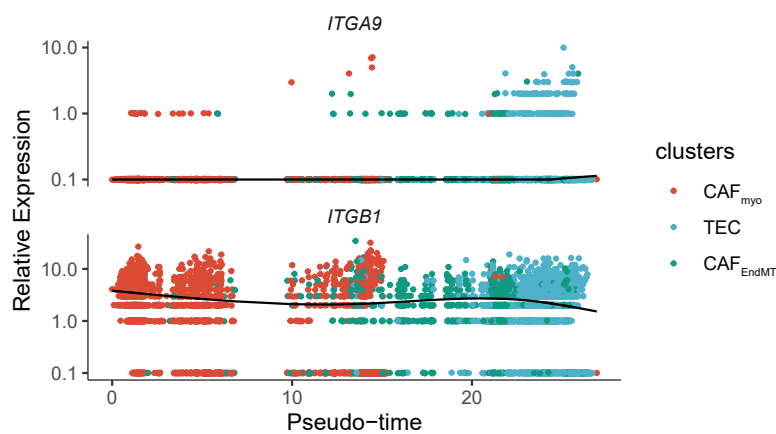 ITGA9
10.0
1.0
0.1
ITGB1
10.0
1.0
0.1
0 10 20
Pseudo-time
Relative Expression
clusters
CAFmyo
TEC
CAFEndMT